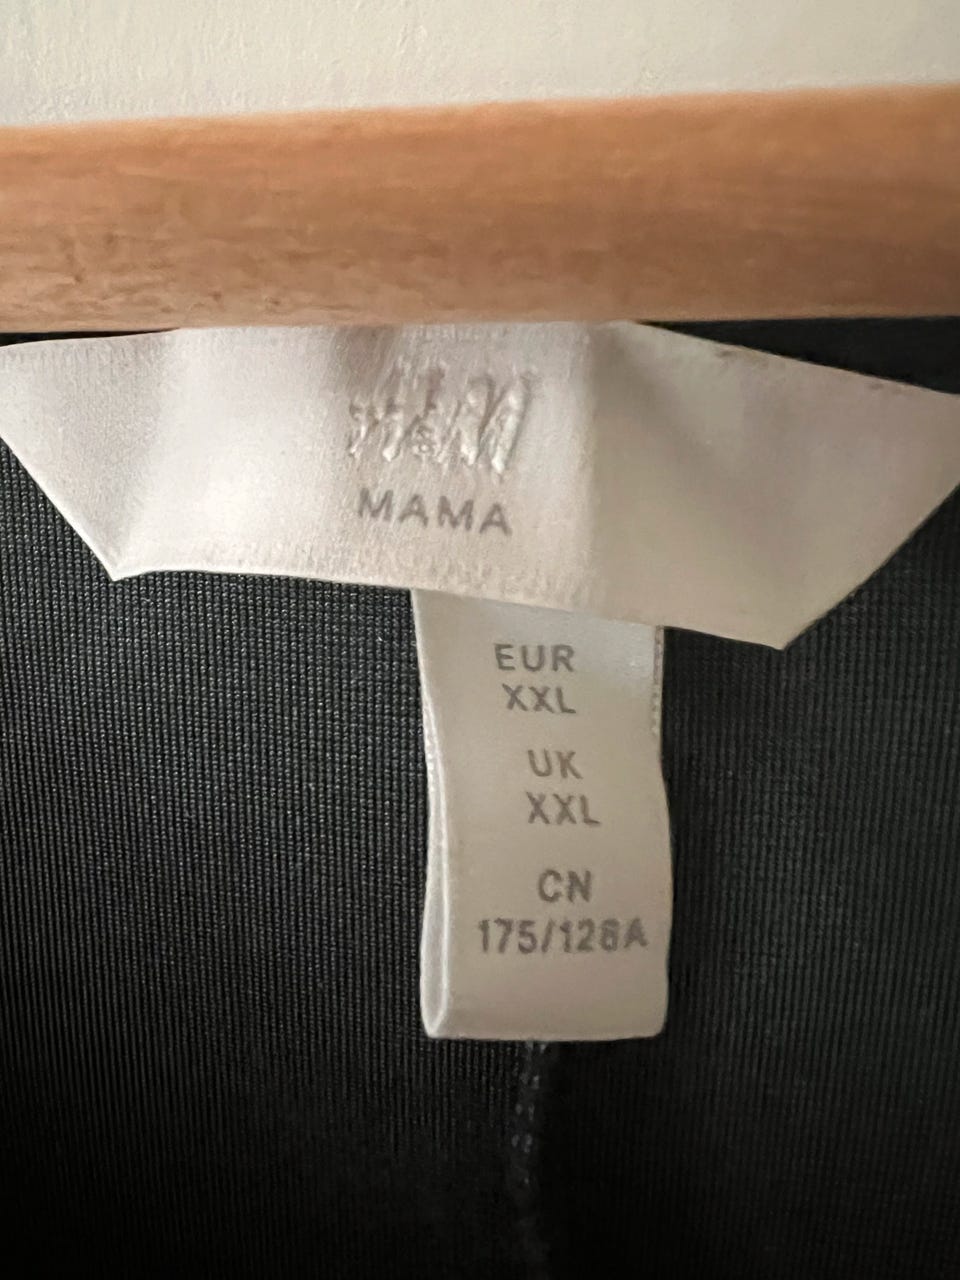 H&M
MAMA
EUR
XXL
UK
XXL
CN
175/128A